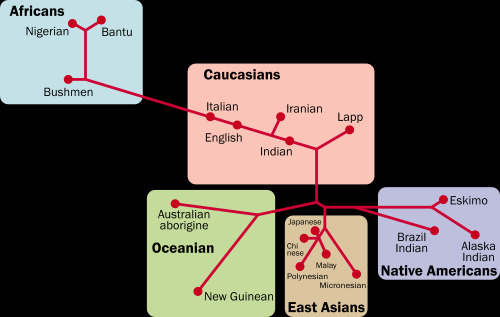 Africans
Nigerian
Bantu
Bushmen
Caucasians
Italian
Iranian
English
Lapp
Indian
Australian
aborigine
Oceanian
New Guinean
Japanese
Chi
nese
Malay
Polynesian
Micronesian
East Asians
Eskimo
Brazil
Indian
Alaska
Indian
Native Americans